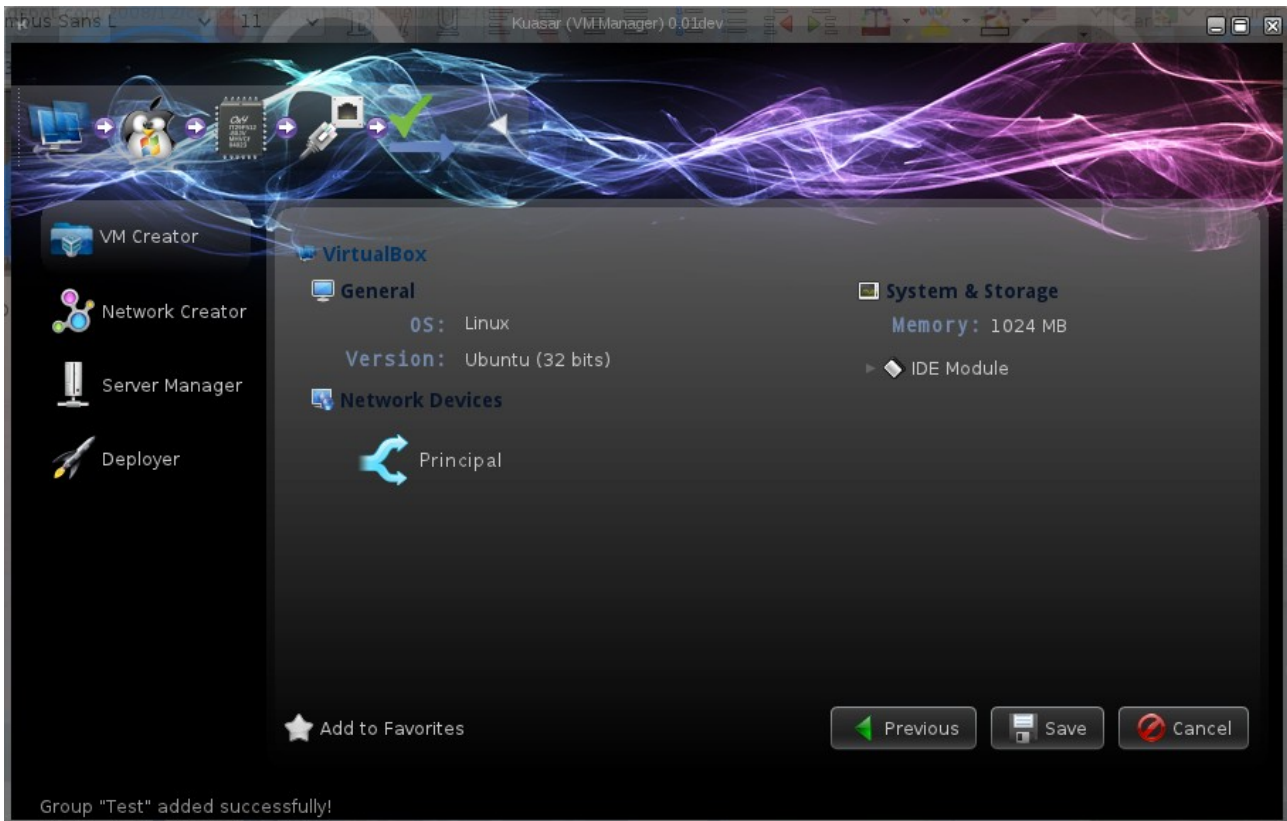 Kuasar (VM Manager) 0.01dev
VM Creator
Network Creator
Server Manager
Deployer
VirtualBox
General
OS: Linux
Version: Ubuntu (32 bits)
Network Devices
Principal
System & Storage
Memory: 1024 MB
IDE Module
Add to Favorites
Previous
Save
Cancel
Group "Test" added successfully!